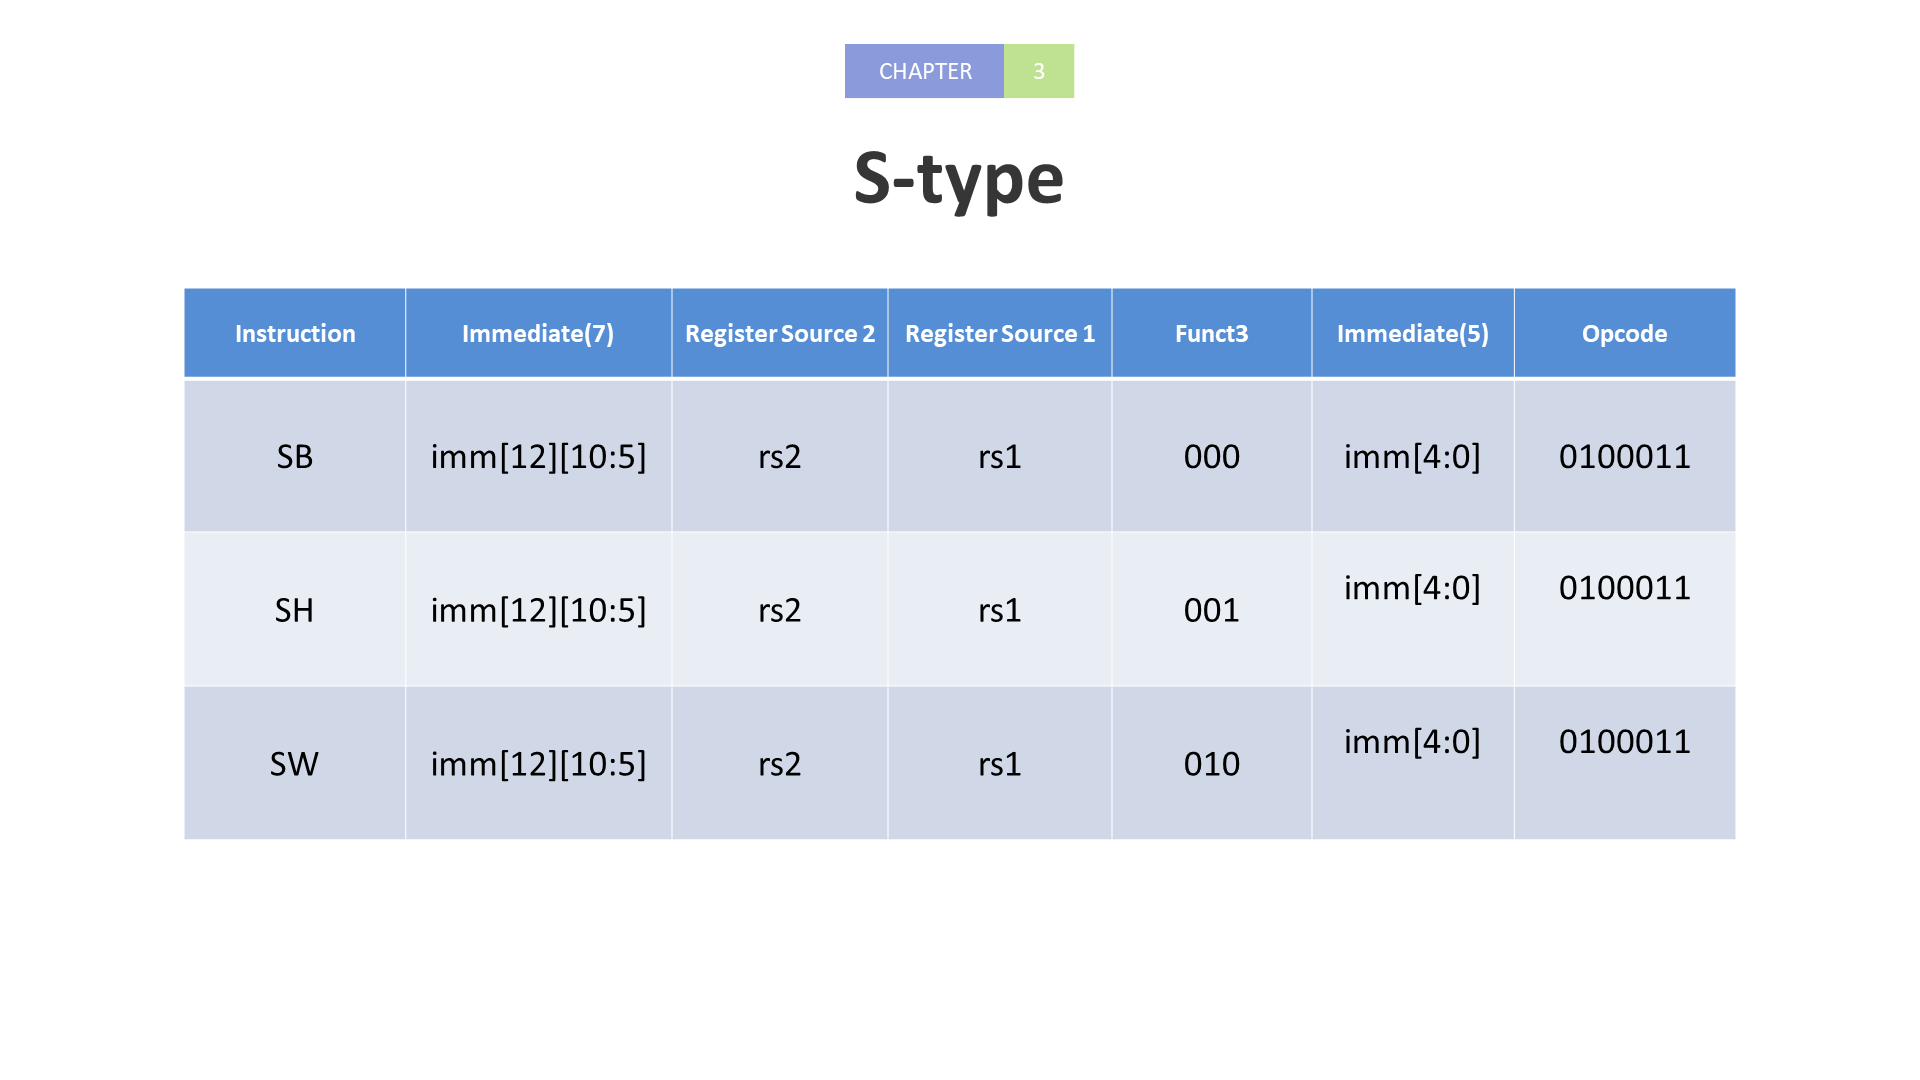 CHAPTER 3
S-type
Instruction Immediate(7) Register Source 2 Register Source 1 Funct3 Immediate(5) Opcode
SB imm[12][10:5] rs2 rs1 000 imm[4:0] 0100011
SH imm[12][10:5] rs2 rs1 001 imm[4:0] 0100011
SW imm[12][10:5] rs2 rs1 010 imm[4:0] 0100011